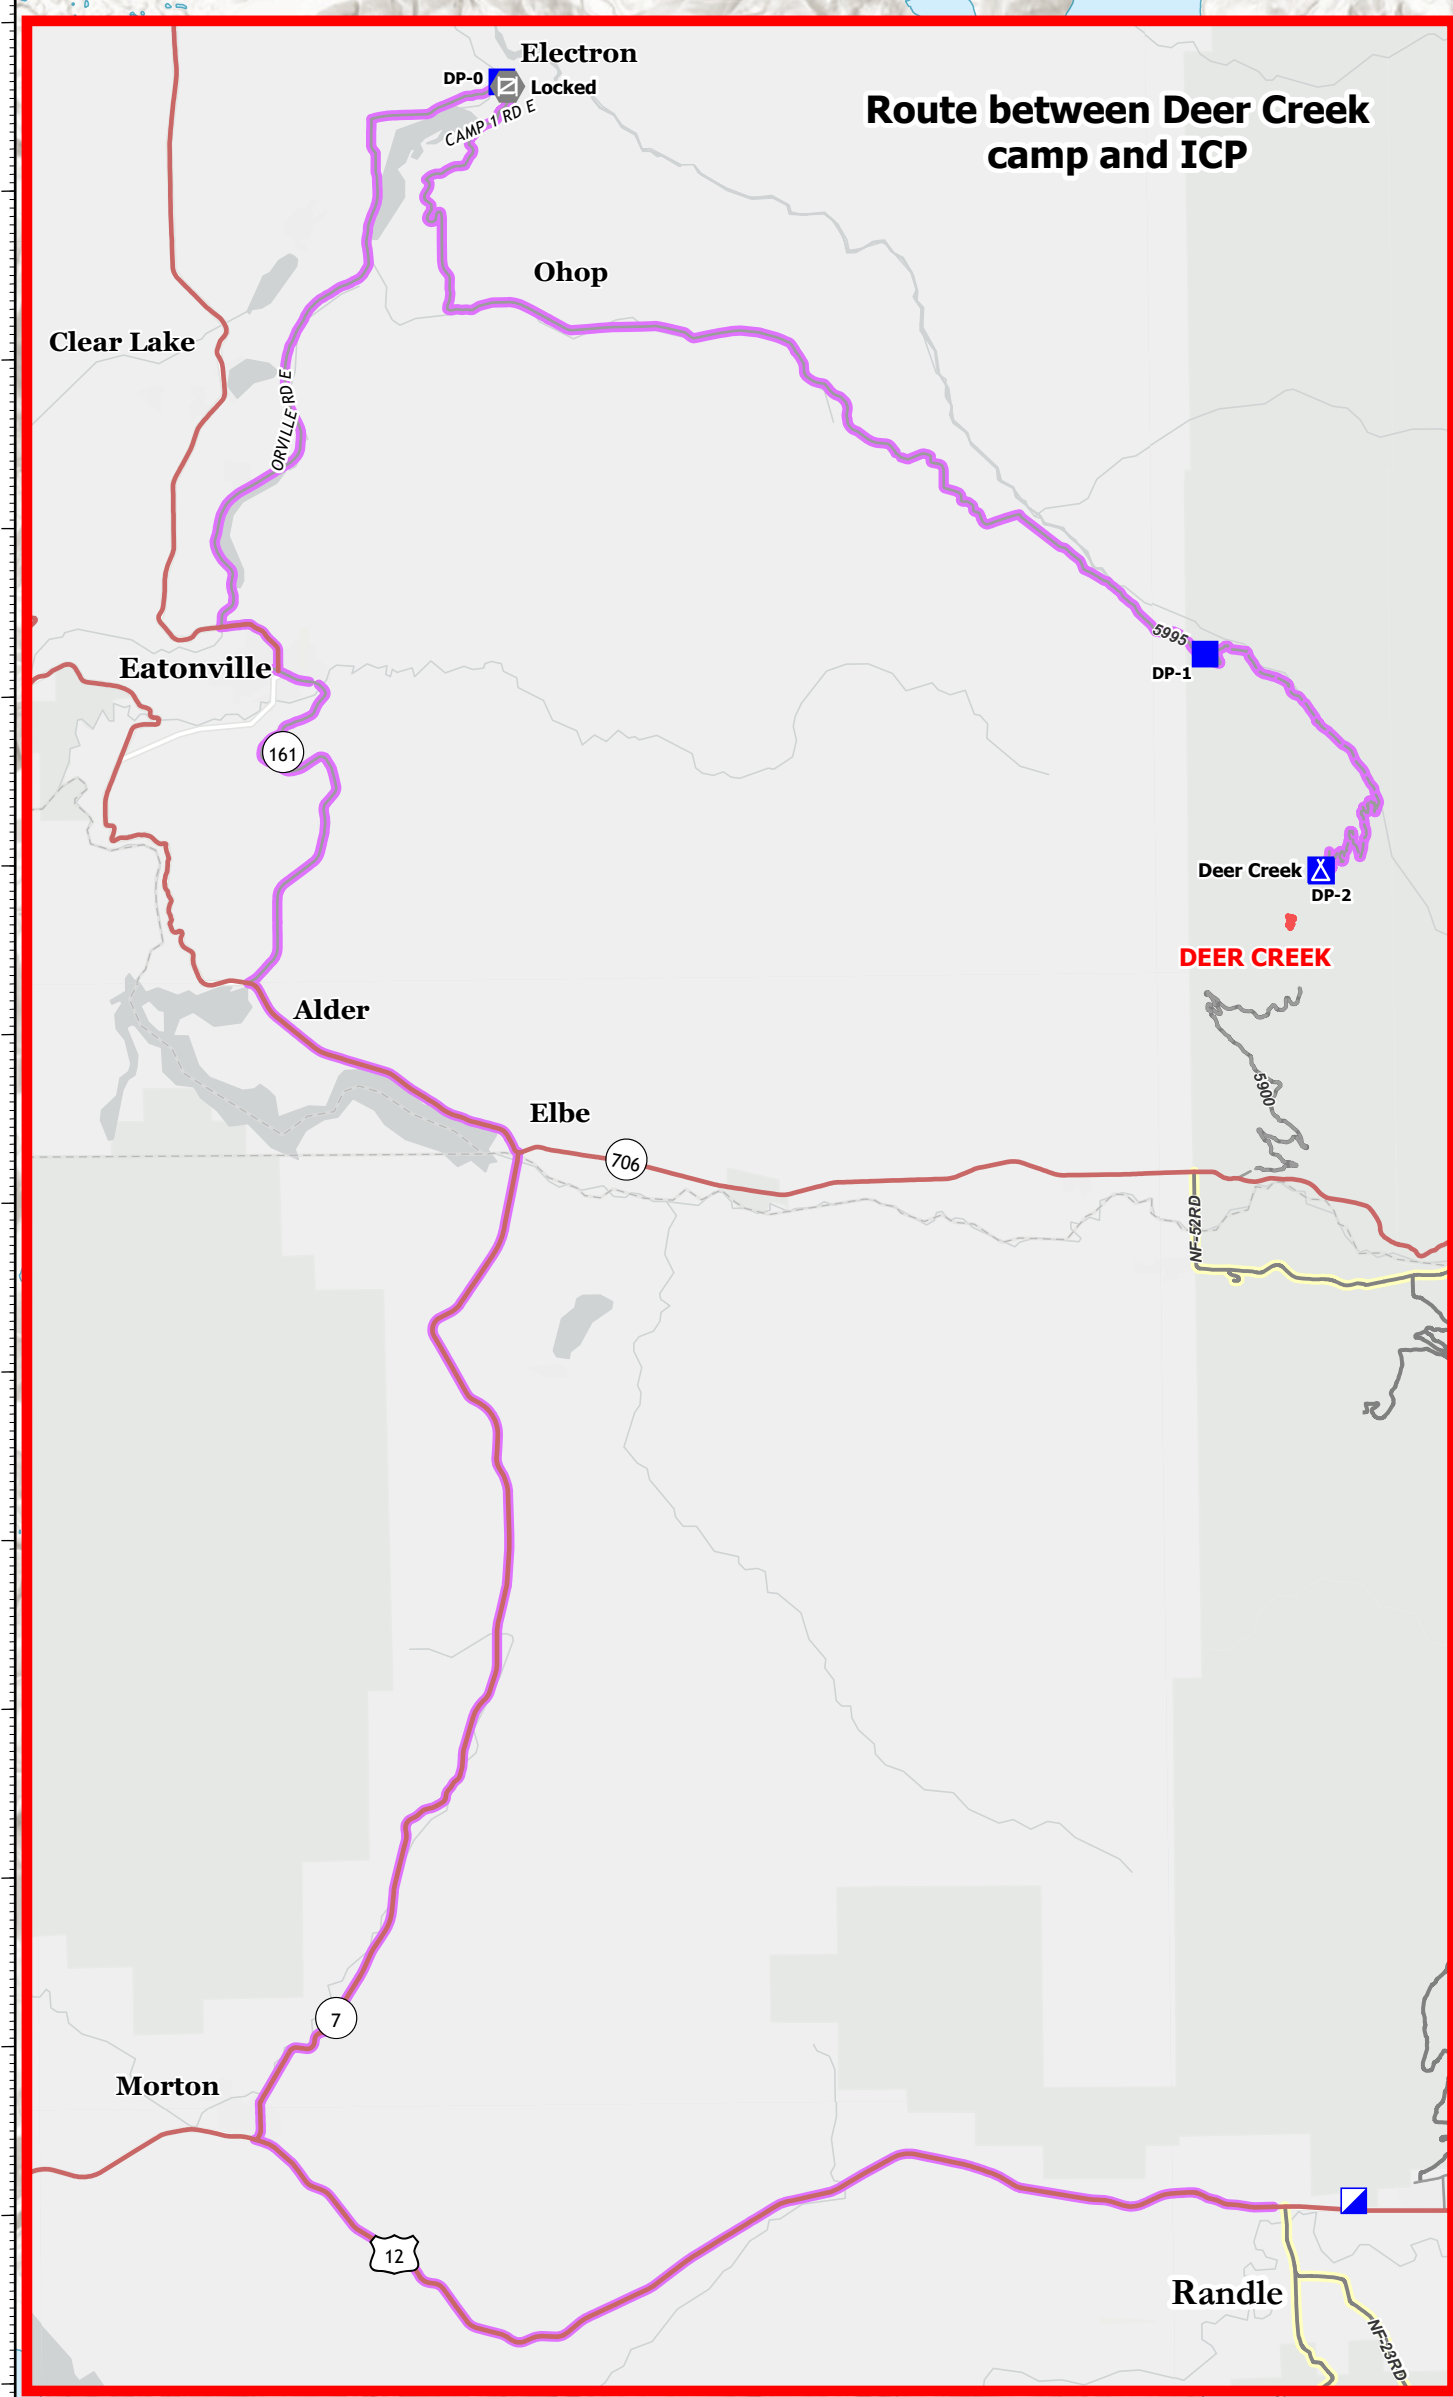 Electron
DP-0
Locked
CAMP 1 RD E
Route between Deer Creek
camp and ICP
Ohop
Clear Lake
ORVILLE RD E
5995
DP-1
Eatonville
161
Deer Creek
DP-2
DEER CREEK
Alder
5900
Elbe
706
NF-52RD
7
Morton
12
Randle
NF-23RD